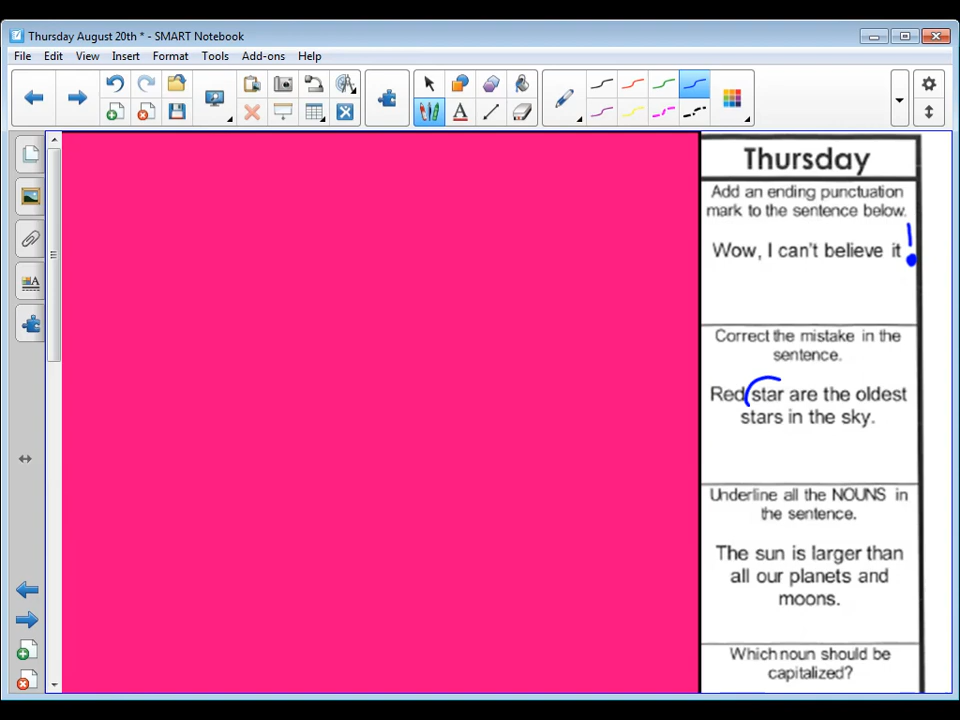 Thursday August 20th * - SMART Notebook
File Edit View Insert Format Tools Add-ons Help
Thursday
Add an ending punctuation
mark to the sentence below.
Wow, I can't believe it !
Correct the mistake in the
sentence.
Red star are the oldest
stars in the sky.
Underline all the NOUNS in
the sentence.
The sun is larger than
all our planets and
moons.
Which noun should be
capitalized?